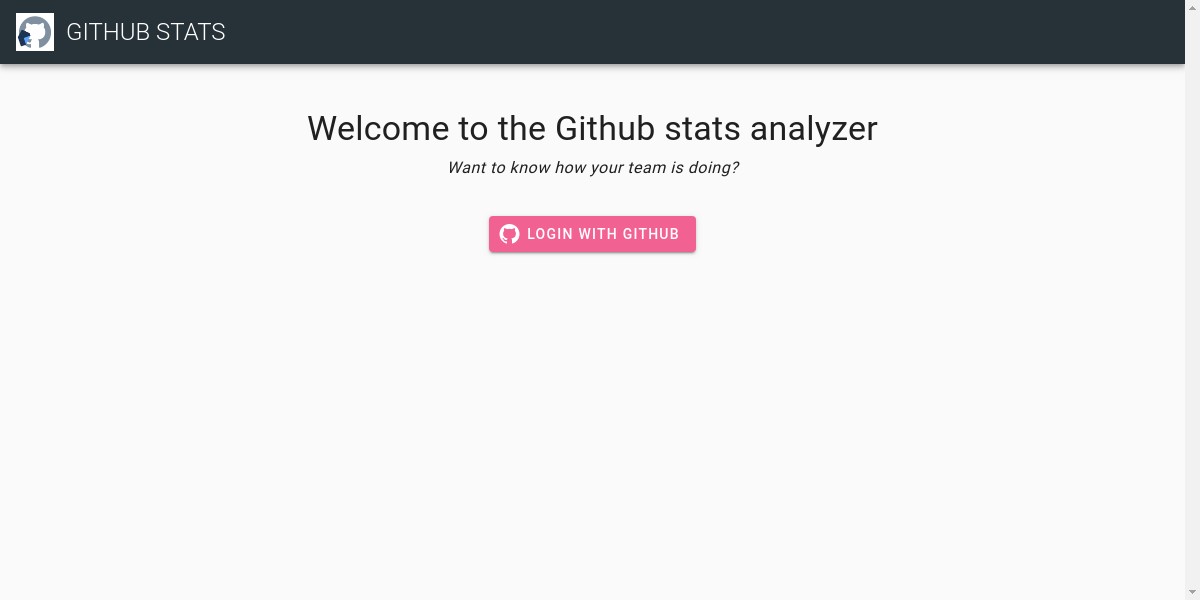 GITHUB STATS
Welcome to the Github stats analyzer
Want to know how your team is doing?
LOGIN WITH GITHUB